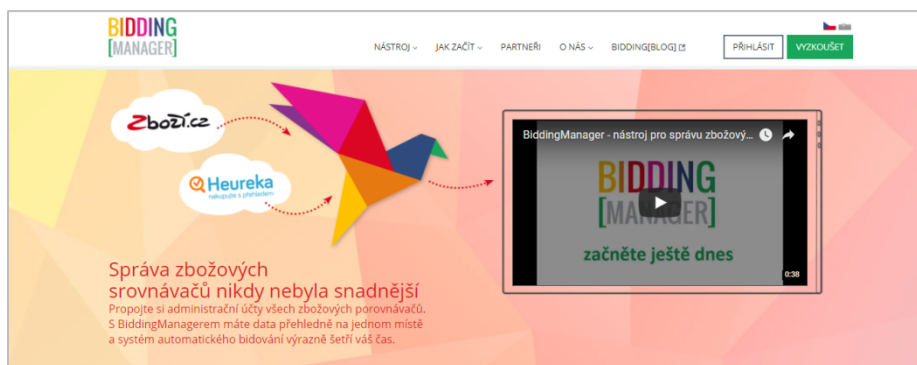 BIDDING
[MANAGER]
NÁSTROJ
JAK ZAČÍT
PARTNEŘI
O NÁS
BIDDING[BLOG]
PŘIHLÁSIT
VYZKOUŠET
Zboží.cz
Heureka
nakupujte s přehledem
BiddingManager - nástroj pro správu zbožový...
BIDDING
[MANAGER]
začněte ještě dnes
0:38
Správa zbožových
srovnávačů nikdy nebyla snadnější
Propojte si administrační účty všech zbožových porovnávačů.
S BiddingManagerem máte data přehledně na jednom místě
a systém automatického bidování výrazně šetří váš čas.